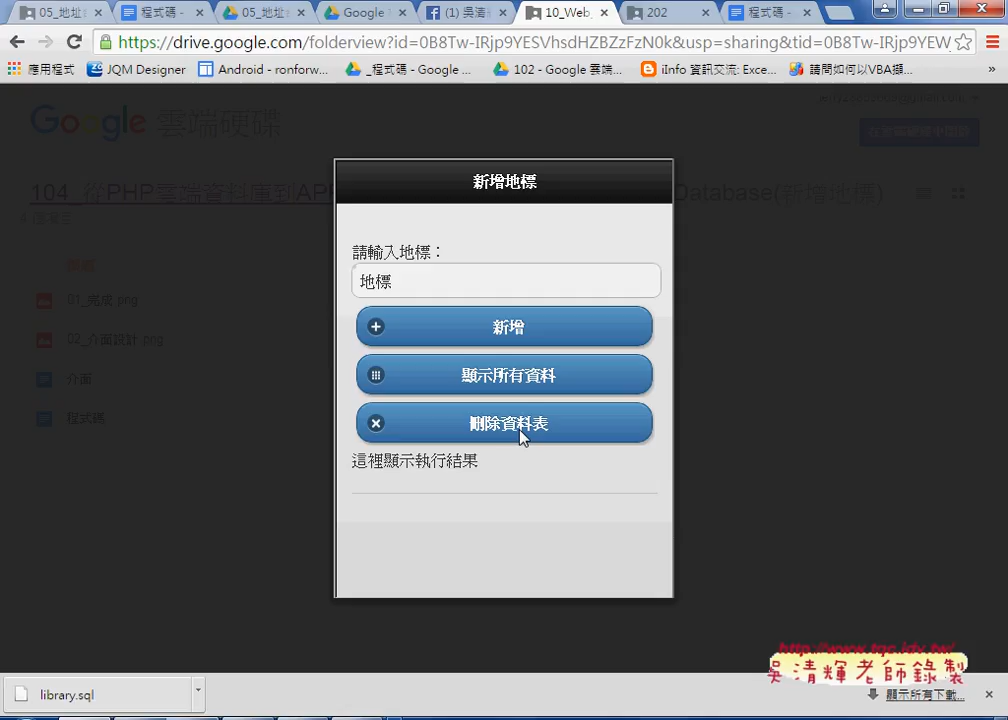 05_地址
程式碼 -
05_地址
Google
(1) 吳清
10_Web_
202
程式碼 -
https://drive.google.com/folderview?id=0B8Tw-IRjp9YESVhsdHZBZzFzN0k&usp=sharing&tid=0B8Tw-IRjp9YEW
應用程式
JQM Designer
Android - ronforw...
_程式碼 - Google ...
102 - Google 雲端...
iInfo 資訊交流: Exce...
請問如何以VBA擷...
»
Google 雲端硬碟
104_從PHP雲端資料庫到AP
Database(新增地標)
01_完成.png
02_介面設計.png
介面
程式碼
新增地標
請輸入地標：
地標
新增
顯示所有資料
刪除資料表
這裡顯示執行結果
http://www.tqc.idv.tw/
吳清輝老師錄製
library.sql
顯示所有下載...